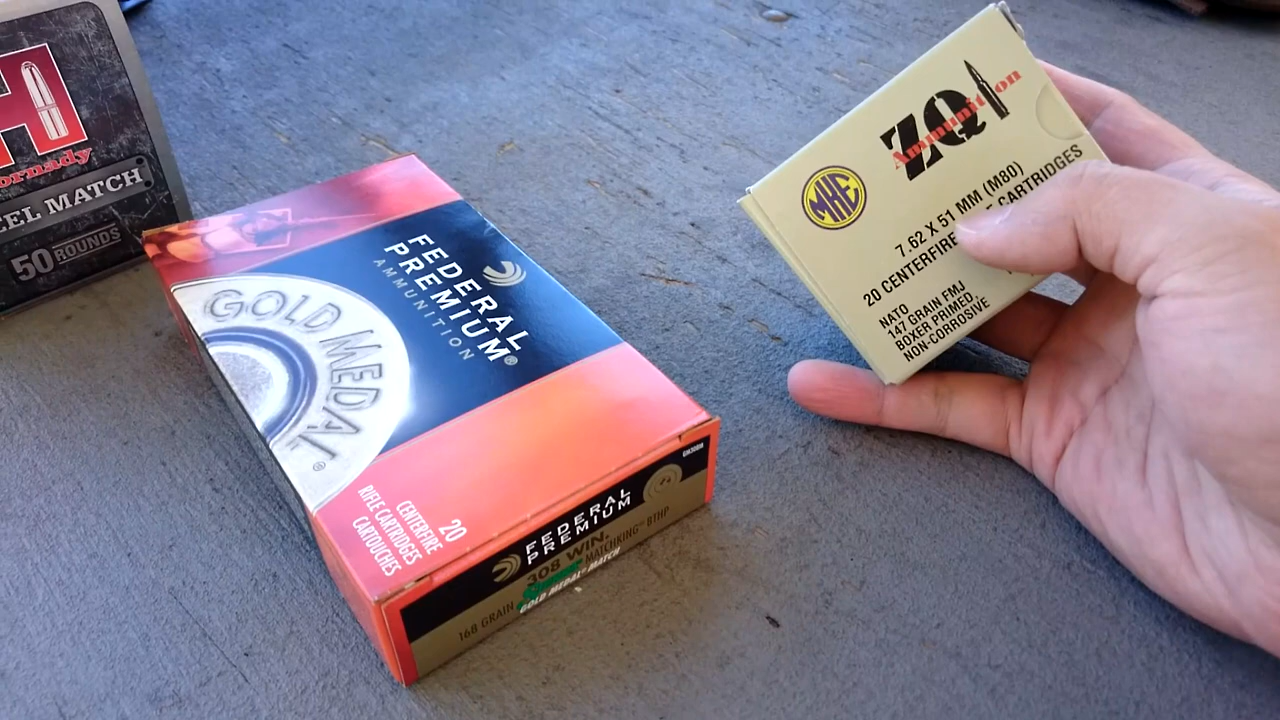 H
Hornady
STEEL MATCH
50 ROUNDS
FEDERAL
PREMIUM®
AMMUNITION
GOLD MEDAL®
20
CENTERFIRE
RIFLE CARTRIDGES
CARTOUCHES
FEDERAL
PREMIUM
308 WIN.
168 GRAIN
MATCHKING® BTHP
GOLD MEDAL® MATCH
ZQI
Ammunition
MKE
7.62 X 51 MM (M80)
20 CENTERFIRE
CARTRIDGES
NATO
147 GRAIN FMJ
BOXER PRIMED,
NON-CORROSIVE